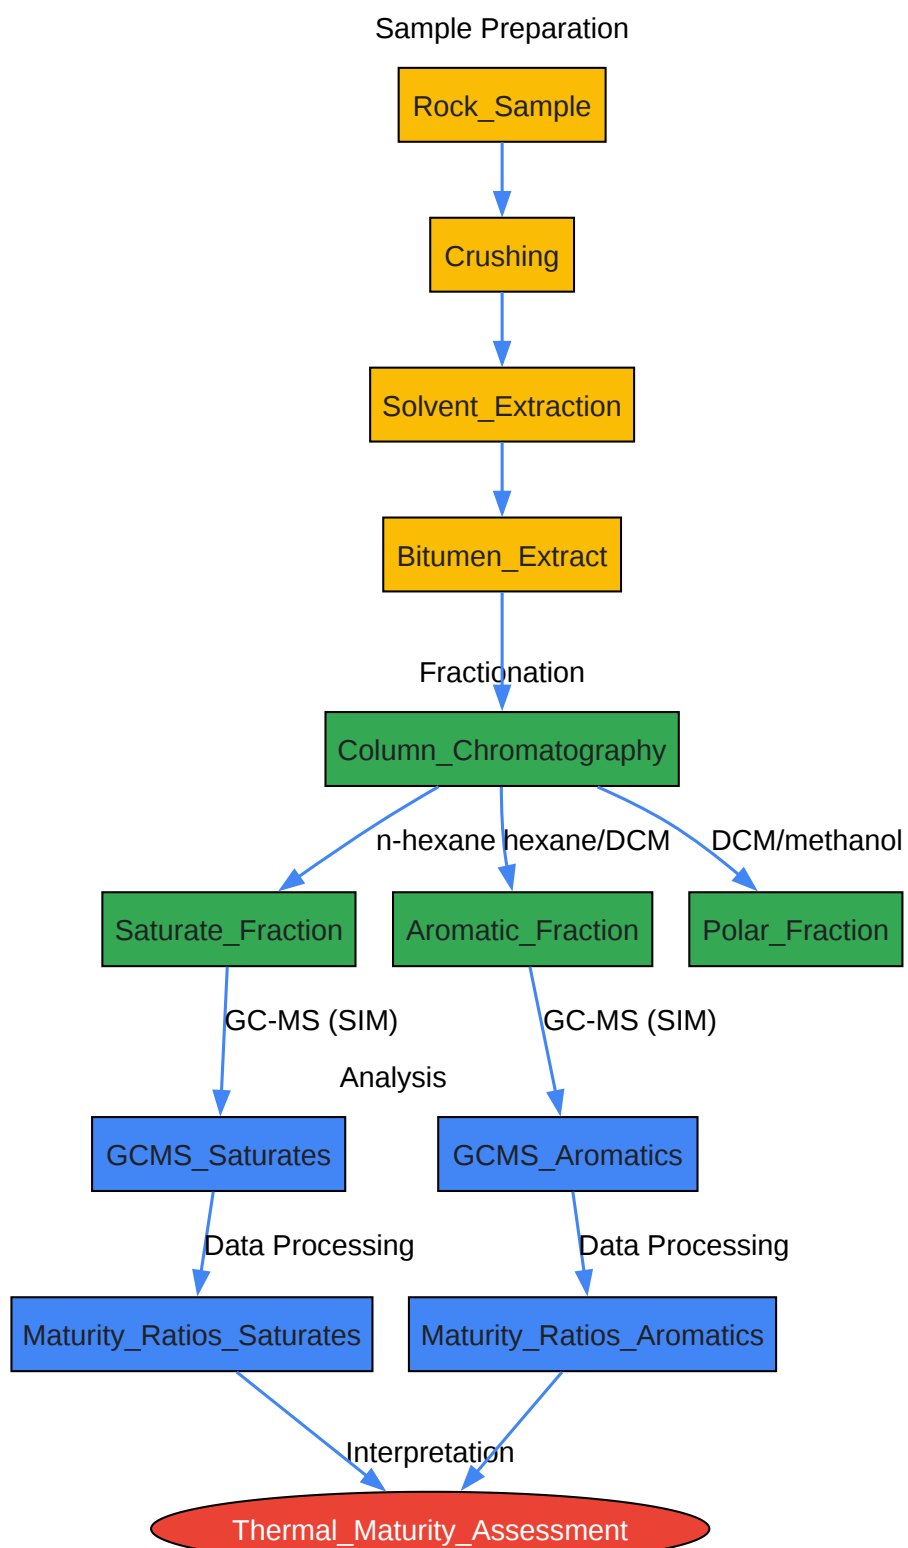 Sample Preparation
Rock_Sample
Crushing
Solvent_Extraction
Bitumen_Extract
Fractionation
Column_Chromatography
n-hexane hexane/DCM DCM/methanol
Saturate_Fraction Aromatic_Fraction Polar_Fraction
GC-MS (SIM) GC-MS (SIM)
Analysis
GCMS_Saturates GCMS_Aromatics
Data Processing Data Processing
Maturity_Ratios_Saturates Maturity_Ratios_Aromatics
Interpretation
Thermal_Maturity_Assessment